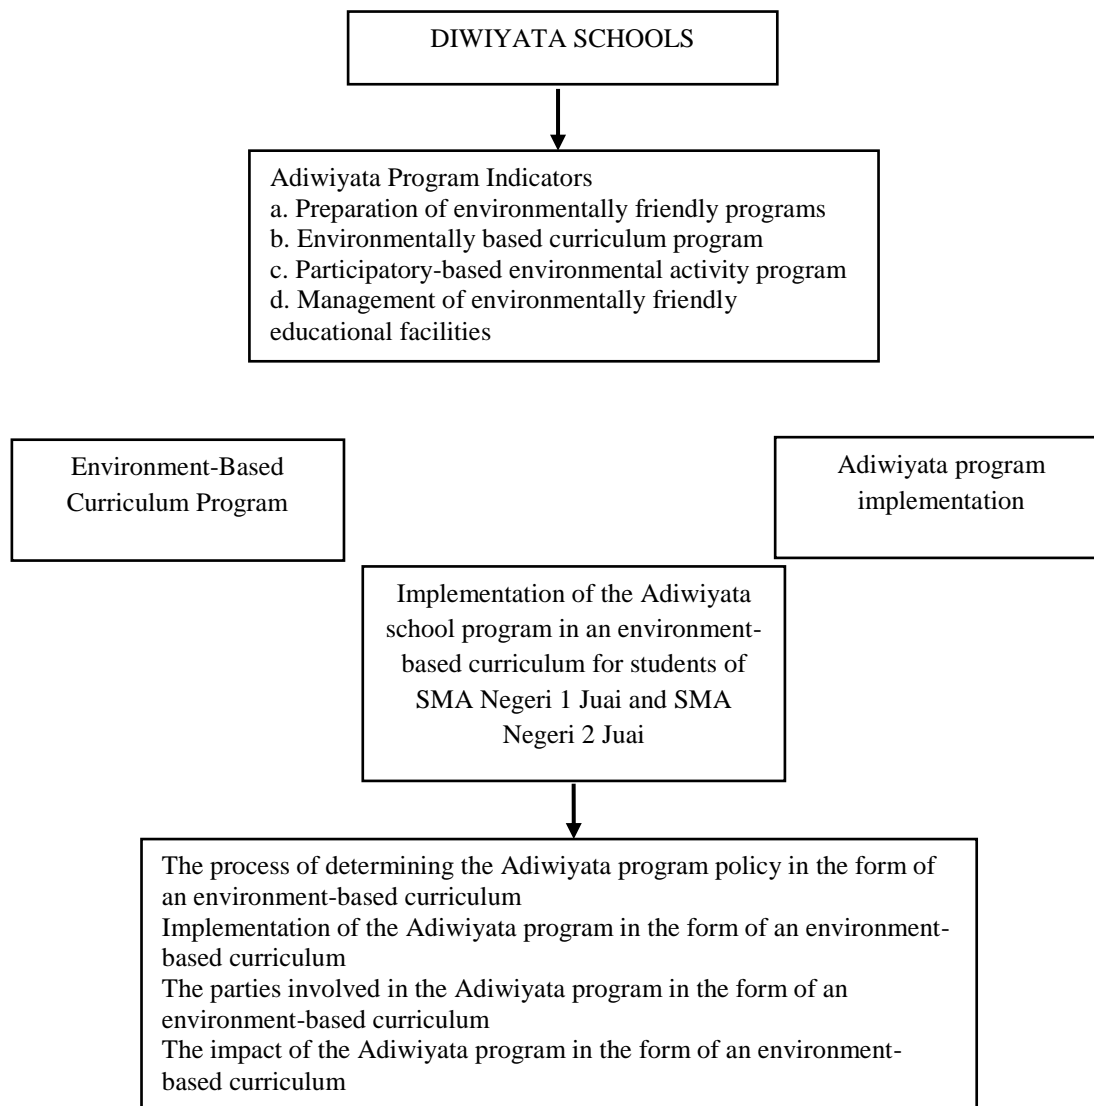 DIWIYATA SCHOOLS
Adiwiyata Program Indicators
a. Preparation of environmentally friendly programs
b. Environmentally based curriculum program
c. Participatory-based environmental activity program
d. Management of environmentally friendly
educational facilities
Environment-Based
Curriculum Program
Adiwiyata program
implementation
Implementation of the Adiwiyata
school program in an environment-
based curriculum for students of
SMA Negeri 1 Juai and SMA
Negeri 2 Juai
The process of determining the Adiwiyata program policy in the form of
an environment-based curriculum
Implementation of the Adiwiyata program in the form of an environment-
based curriculum
The parties involved in the Adiwiyata program in the form of an
environment-based curriculum
The impact of the Adiwiyata program in the form of an environment-
based curriculum